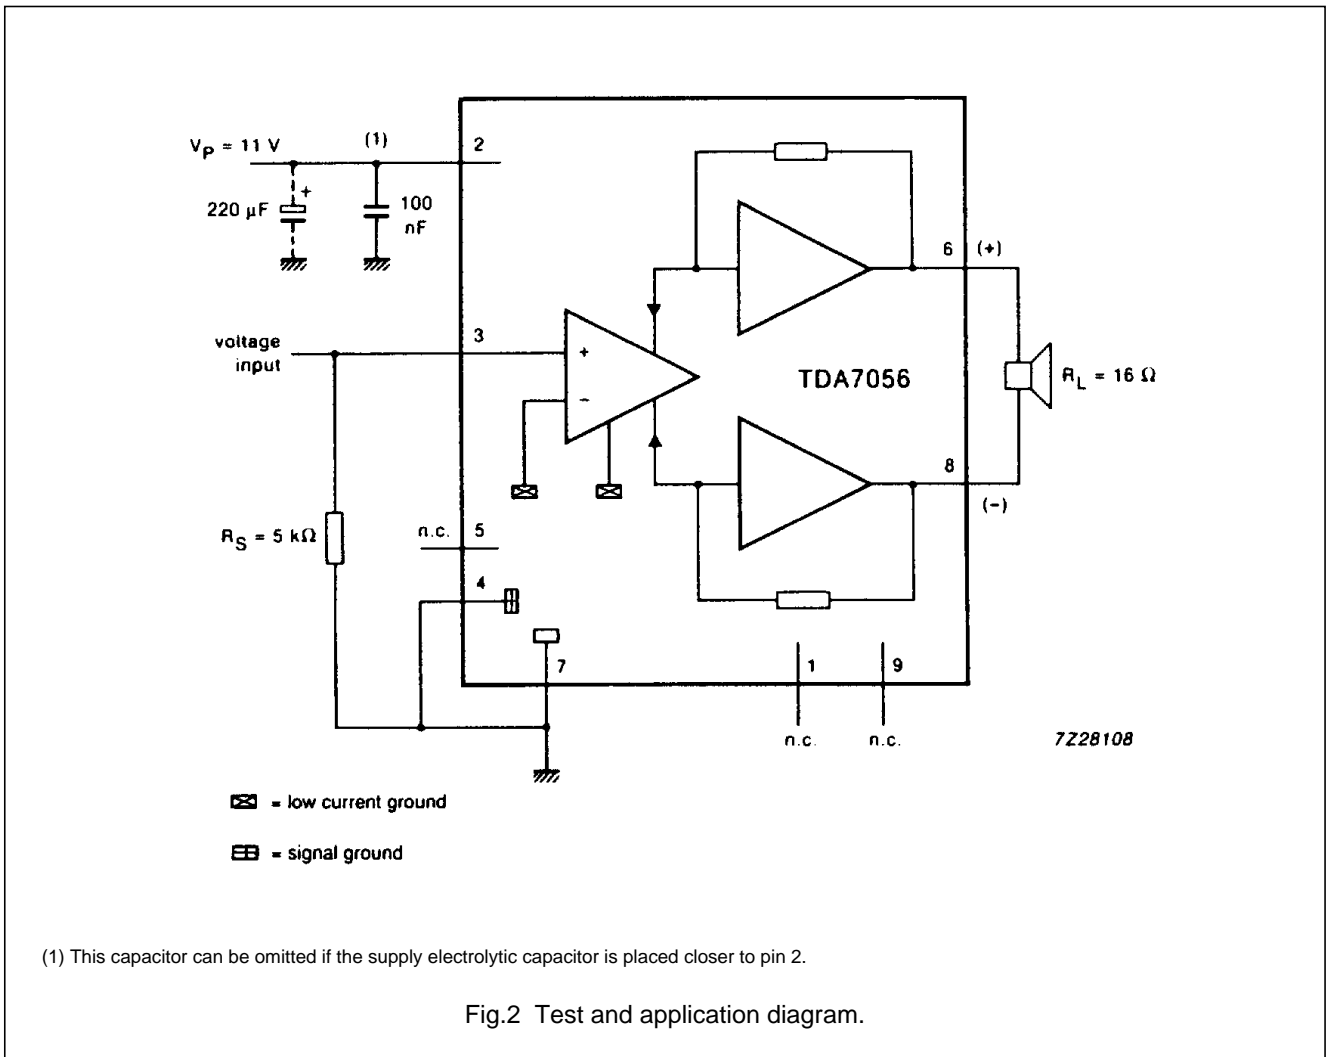 V_P = 11 V
(1)
2
220 µF
+
100
nF
6
(+)
voltage
input
3
+
−
TDA7056
R_L = 16 Ω
8
(−)
R_S = 5 kΩ
n.c.
5
4
7
1
9
n.c.
n.c.
7Z28108
= low current ground
= signal ground
(1) This capacitor can be omitted if the supply electrolytic capacitor is placed closer to pin 2.
Fig.2 Test and application diagram.